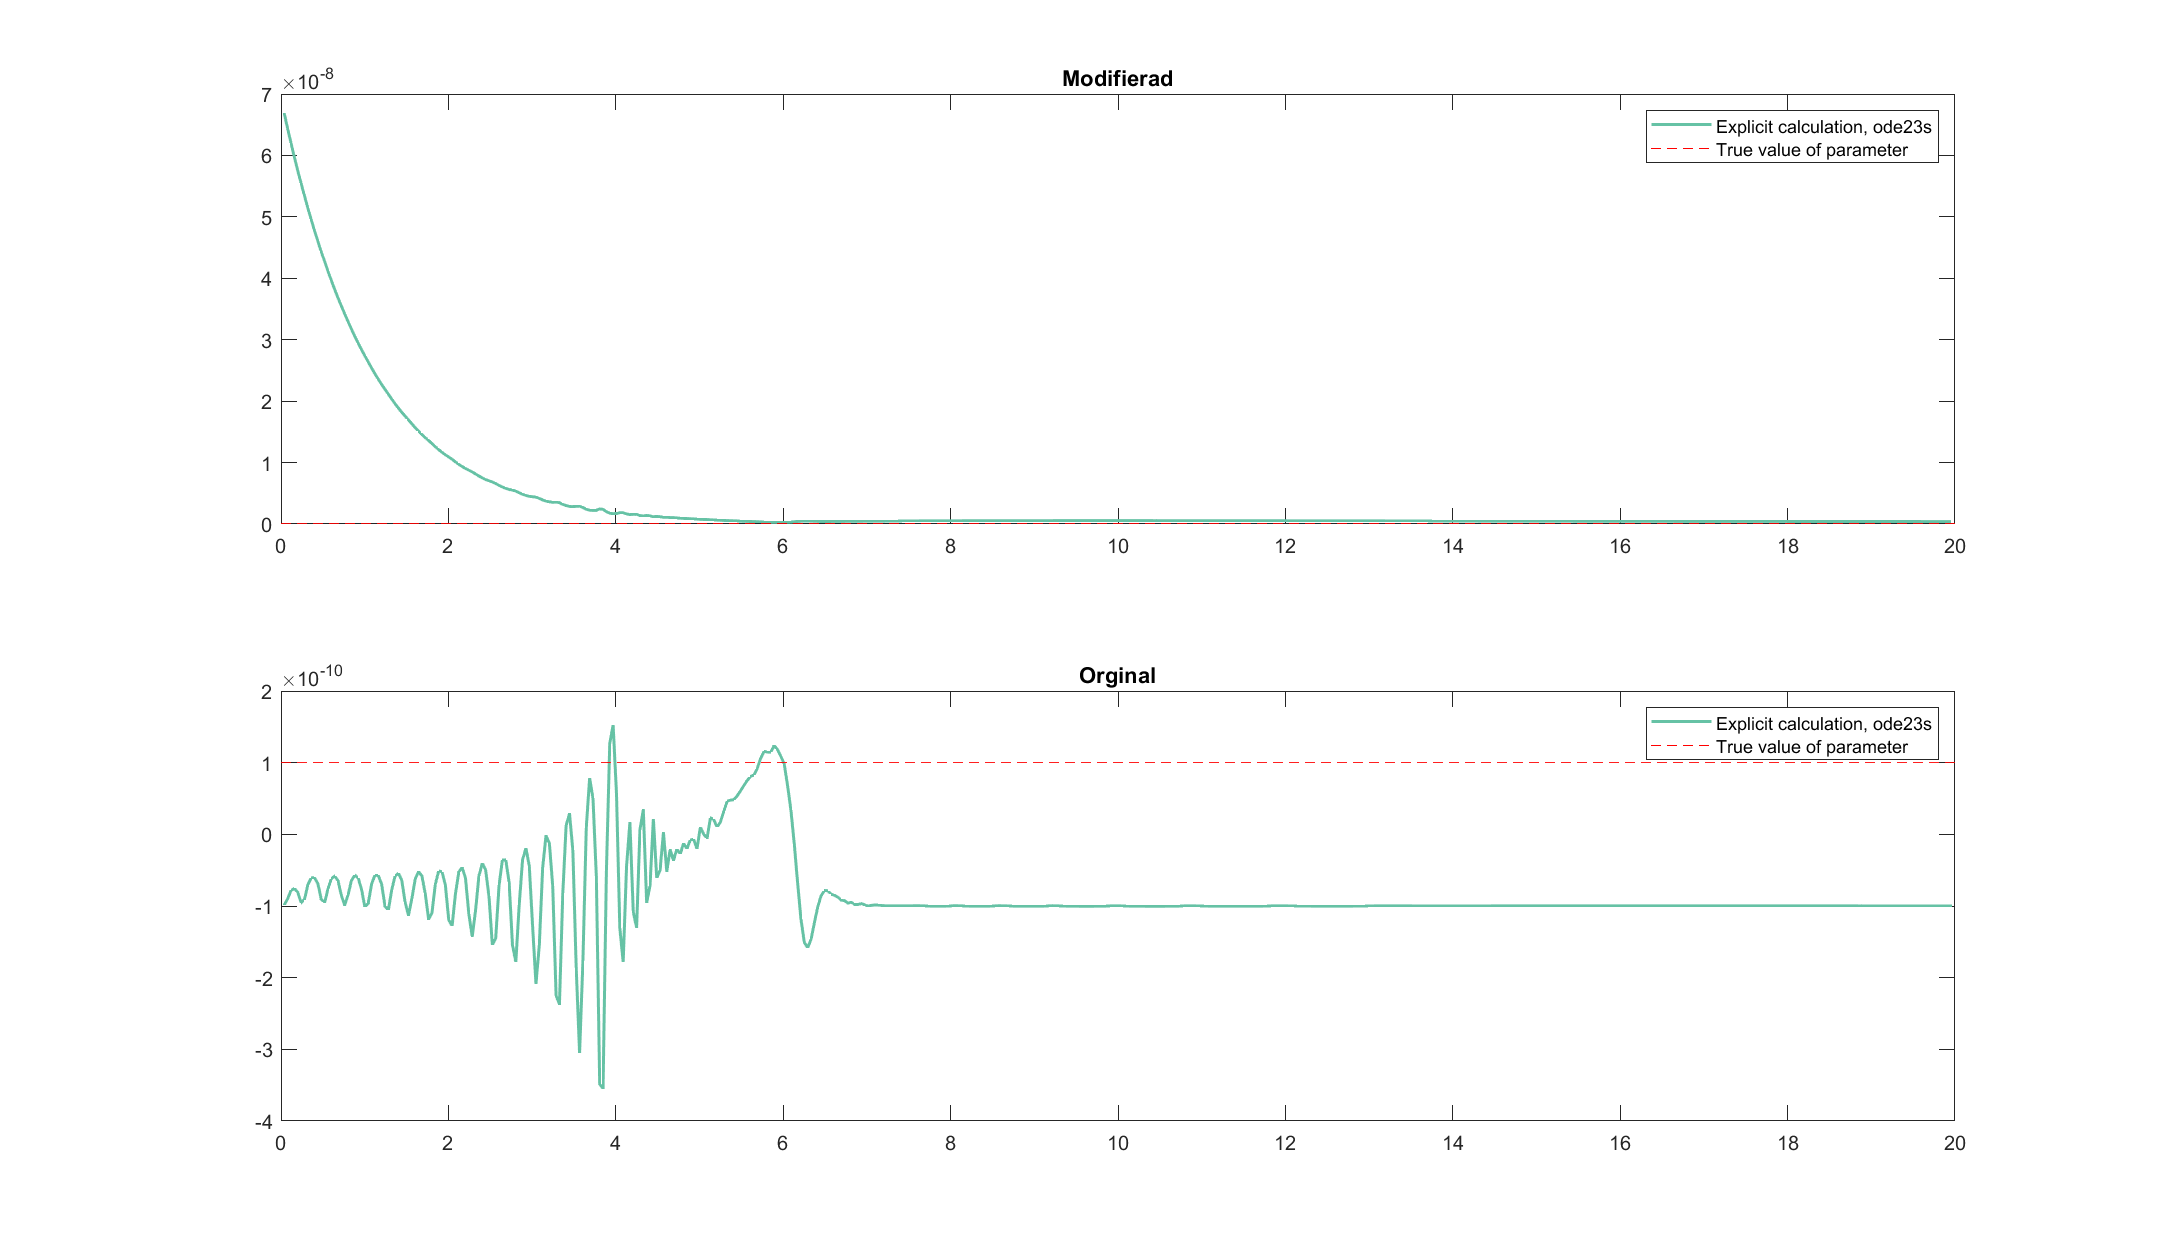 Modifierad
×10-8
7
6
5
4
3
2
1
0
0 2 4 6 8 10 12 14 16 18 20
Explicit calculation, ode23s
True value of parameter
Orginal
×10-10
2
1
0
-1
-2
-3
-4
0 2 4 6 8 10 12 14 16 18 20
Explicit calculation, ode23s
True value of parameter